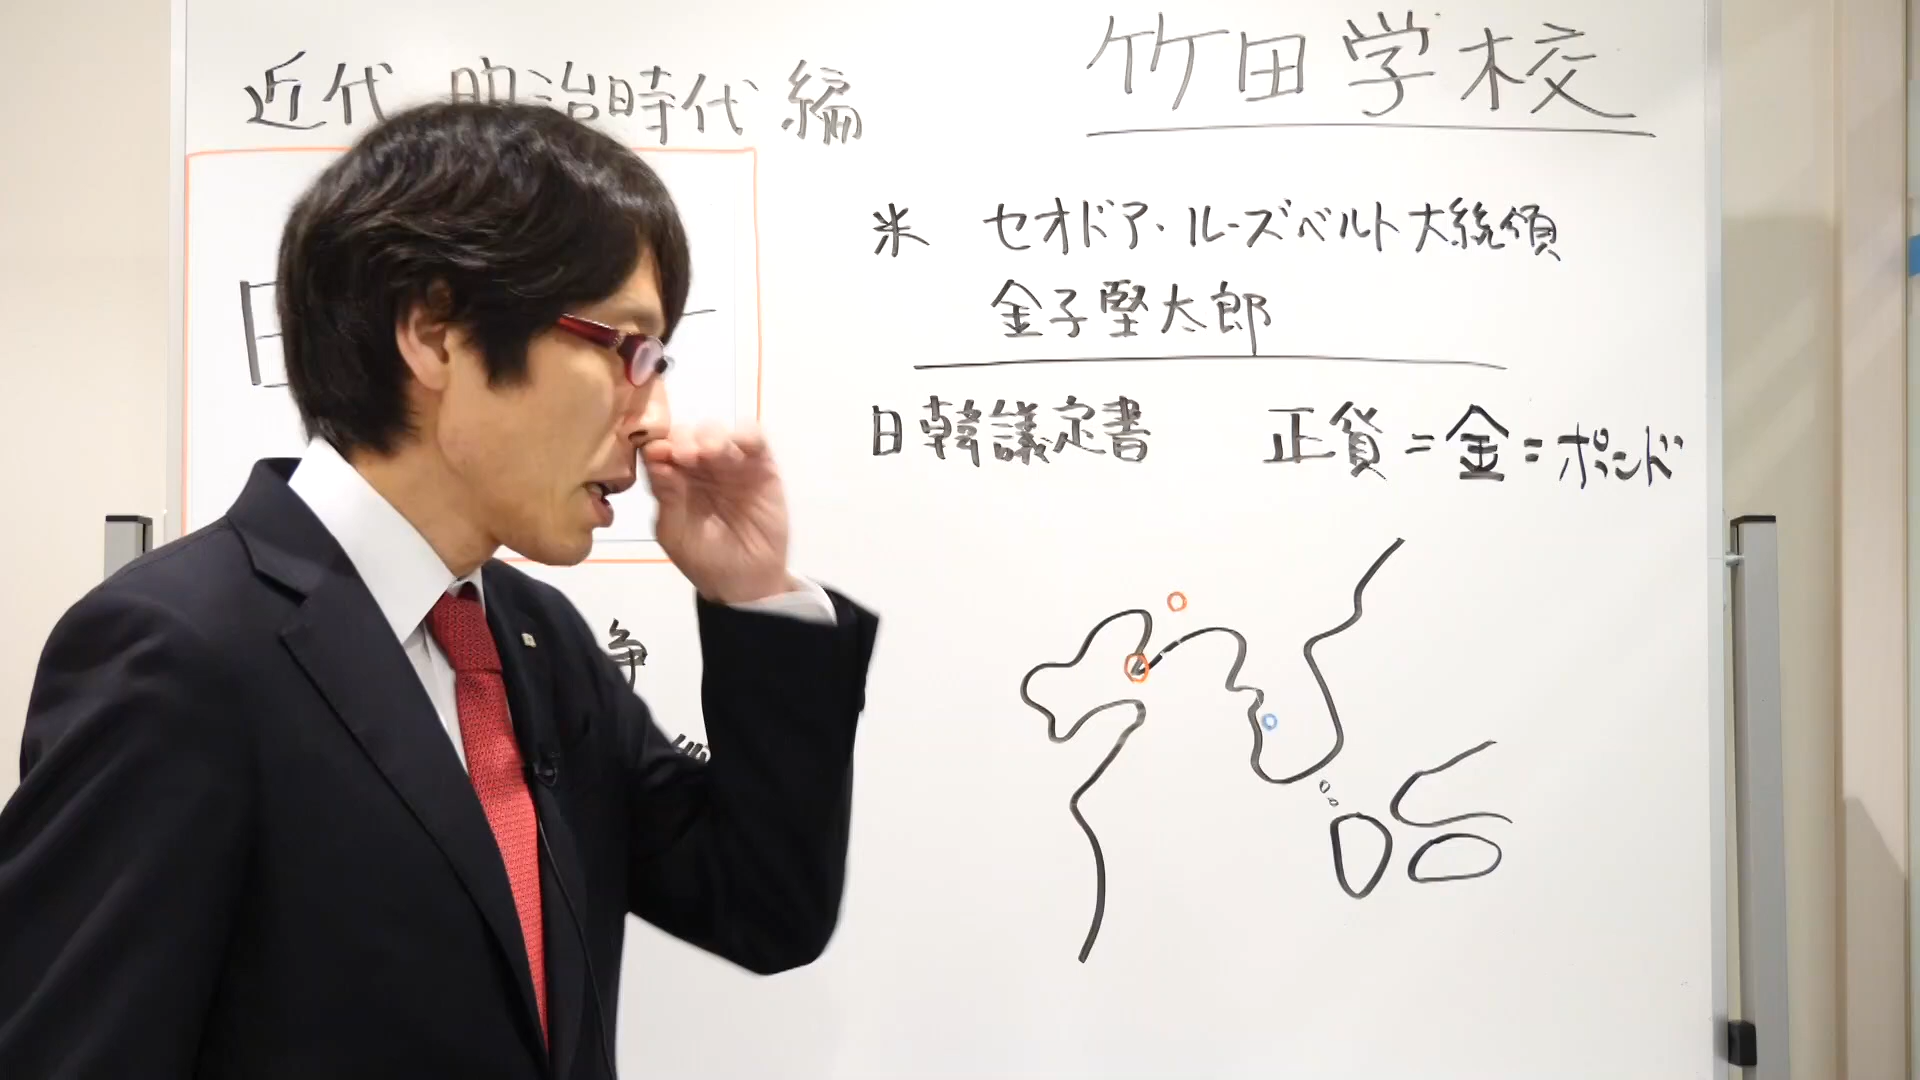 竹田学校
近代 明治時代 編
米 セオドア・ルーズベルト大統領
金子堅太郎
日韓議定書 正貨=金=ポンド
争